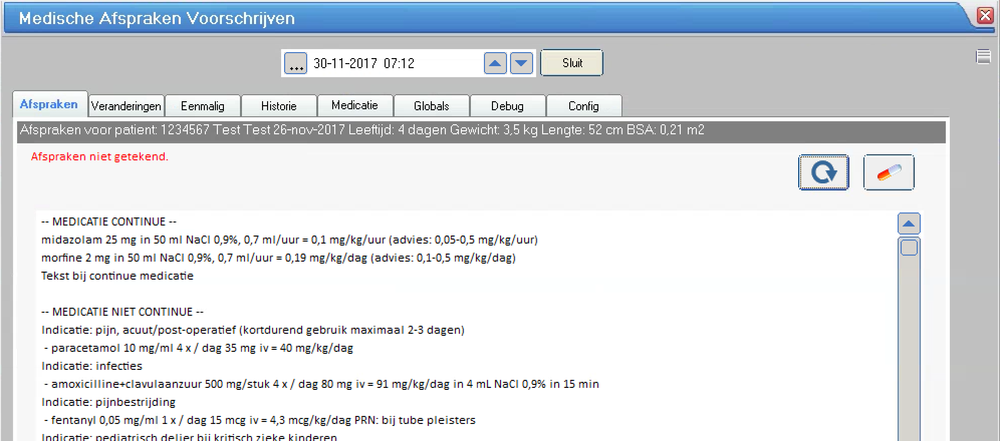 Medische Afspraken Voorschrijven
... 30-11-2017 07:12 Sluit
Afspraken Veranderingen Eenmalig Historie Medicatie Globals Debug Config
Afspraken voor patient: 1234567 Test Test 26-nov-2017 Leeftijd: 4 dagen Gewicht: 3,5 kg Lengte: 52 cm BSA: 0,21 m2
Afspraken niet getekend.
-- MEDICATIE CONTINUE --
midazolam 25 mg in 50 ml NaCl 0,9%, 0,7 ml/uur = 0,1 mg/kg/uur (advies: 0,05-0,5 mg/kg/uur)
morfine 2 mg in 50 ml NaCl 0,9%, 0,7 ml/uur = 0,19 mg/kg/dag (advies: 0,1-0,5 mg/kg/dag)
Tekst bij continue medicatie
-- MEDICATIE NIET CONTINUE --
Indicatie: pijn, acuut/post-operatief (kortdurend gebruik maximaal 2-3 dagen)
- paracetamol 10 mg/ml 4 x / dag 35 mg iv = 40 mg/kg/dag
Indicatie: infecties
- amoxicilline+clavulaanzuur 500 mg/stuk 4 x / dag 80 mg iv = 91 mg/kg/dag in 4 mL NaCl 0,9% in 15 min
Indicatie: pijnbestrijding
- fentanyl 0,05 mg/ml 1 x / dag 15 mcg iv = 4,3 mcg/kg/dag PRN: bij tube pleisters
Indicatie: pediatrisch delier bij kritisch zieke kinderen